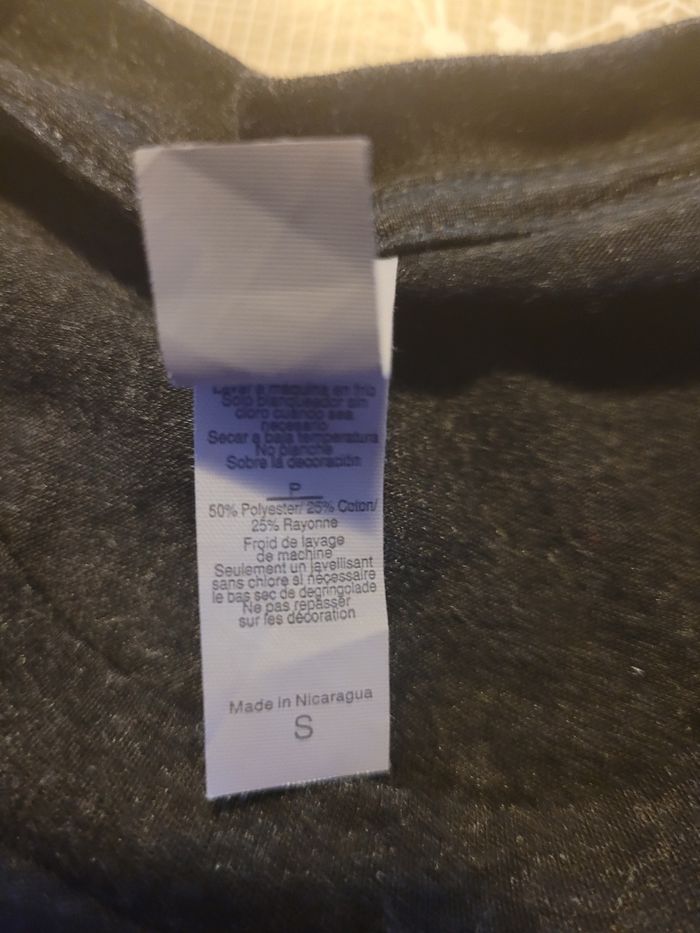 Lavar a máquina en frío
Solo blanqueador sin
cloro cuando sea
necesario
Secar a baja temperatura
No planche
Sobre la decoración
P
50% Polyester/ 25% Coton/
25% Rayonne
Froid de lavage
de machine
Seulement un javellisant
sans chlore si nécessaire
le bas sec de degringolade
Ne pas repasser
sur les décoration
Made in Nicaragua
S